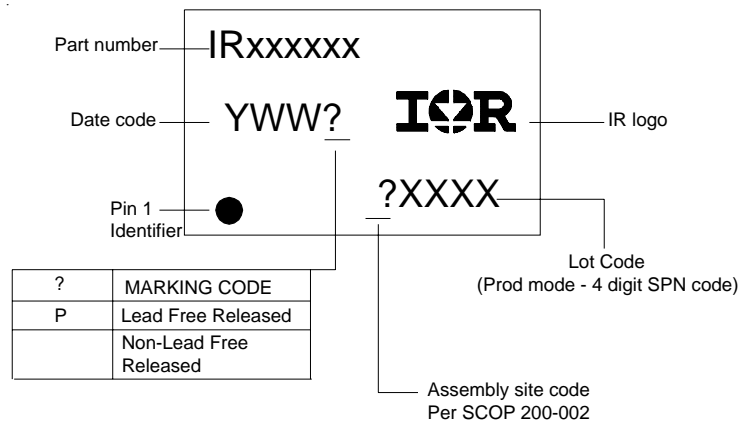 Part number
IRxxxxxx
Date code
YWW?
IOR
IR logo
?XXXX
Pin 1
Identifier
Lot Code
(Prod mode - 4 digit SPN code)
? MARKING CODE
P Lead Free Released
Non-Lead Free
Released
Assembly site code
Per SCOP 200-002